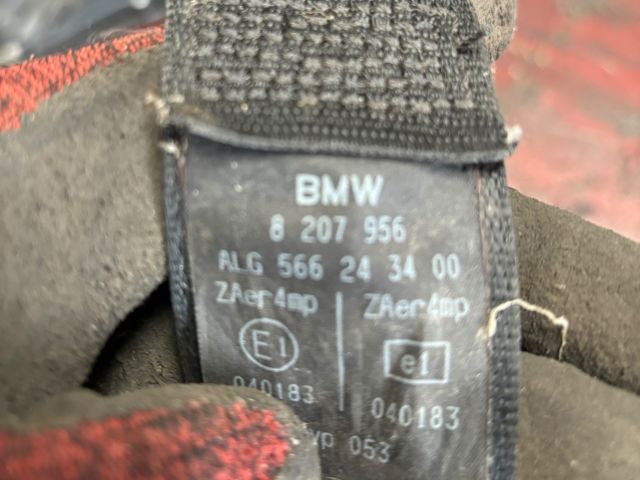 BMW
8 207 956
ALG 566 24 34 00
ZAer4mp ZAer4mp
E1 e1
040183
040183
053